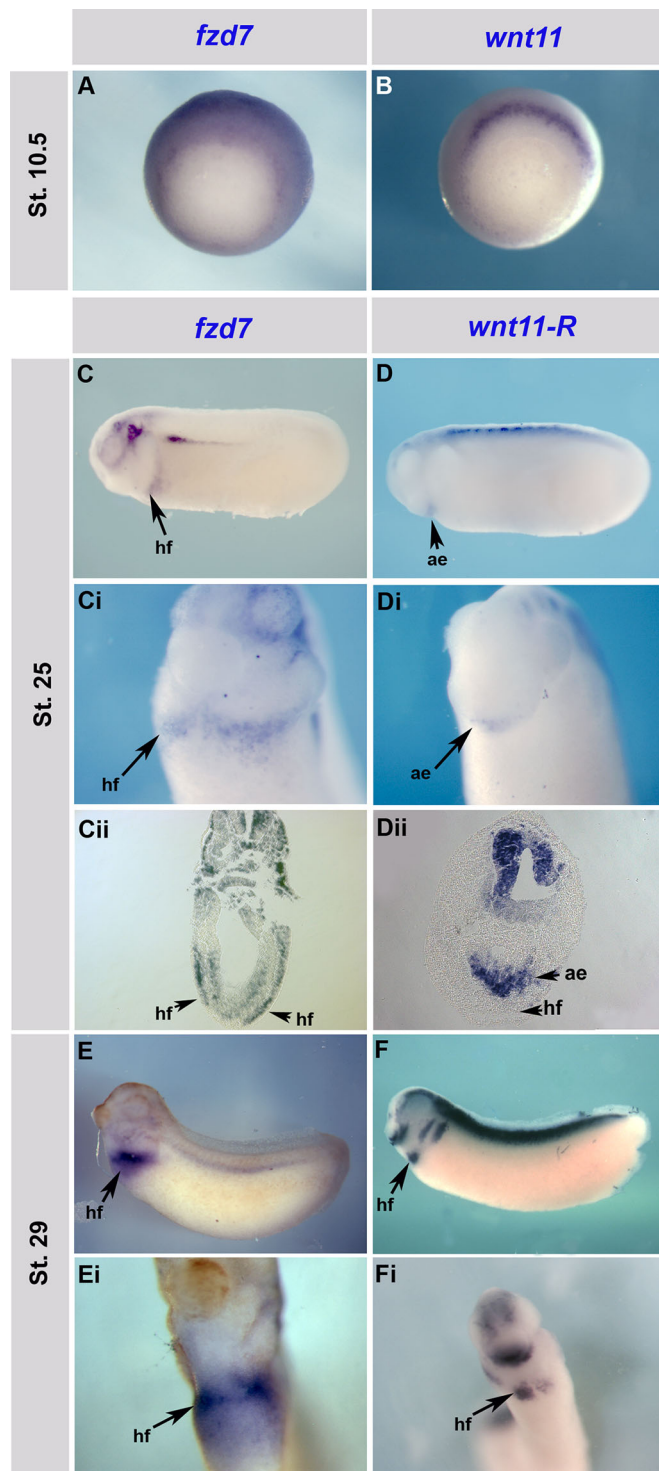 fzd7
wnt11
St. 10.5
A
B
fzd7
wnt11-R
St. 25
C
hf
D
ae
Ci
hf
Di
ae
Cii
hf
hf
Dii
ae
hf
St. 29
E
hf
F
hf
Ei
hf
Fi
hf